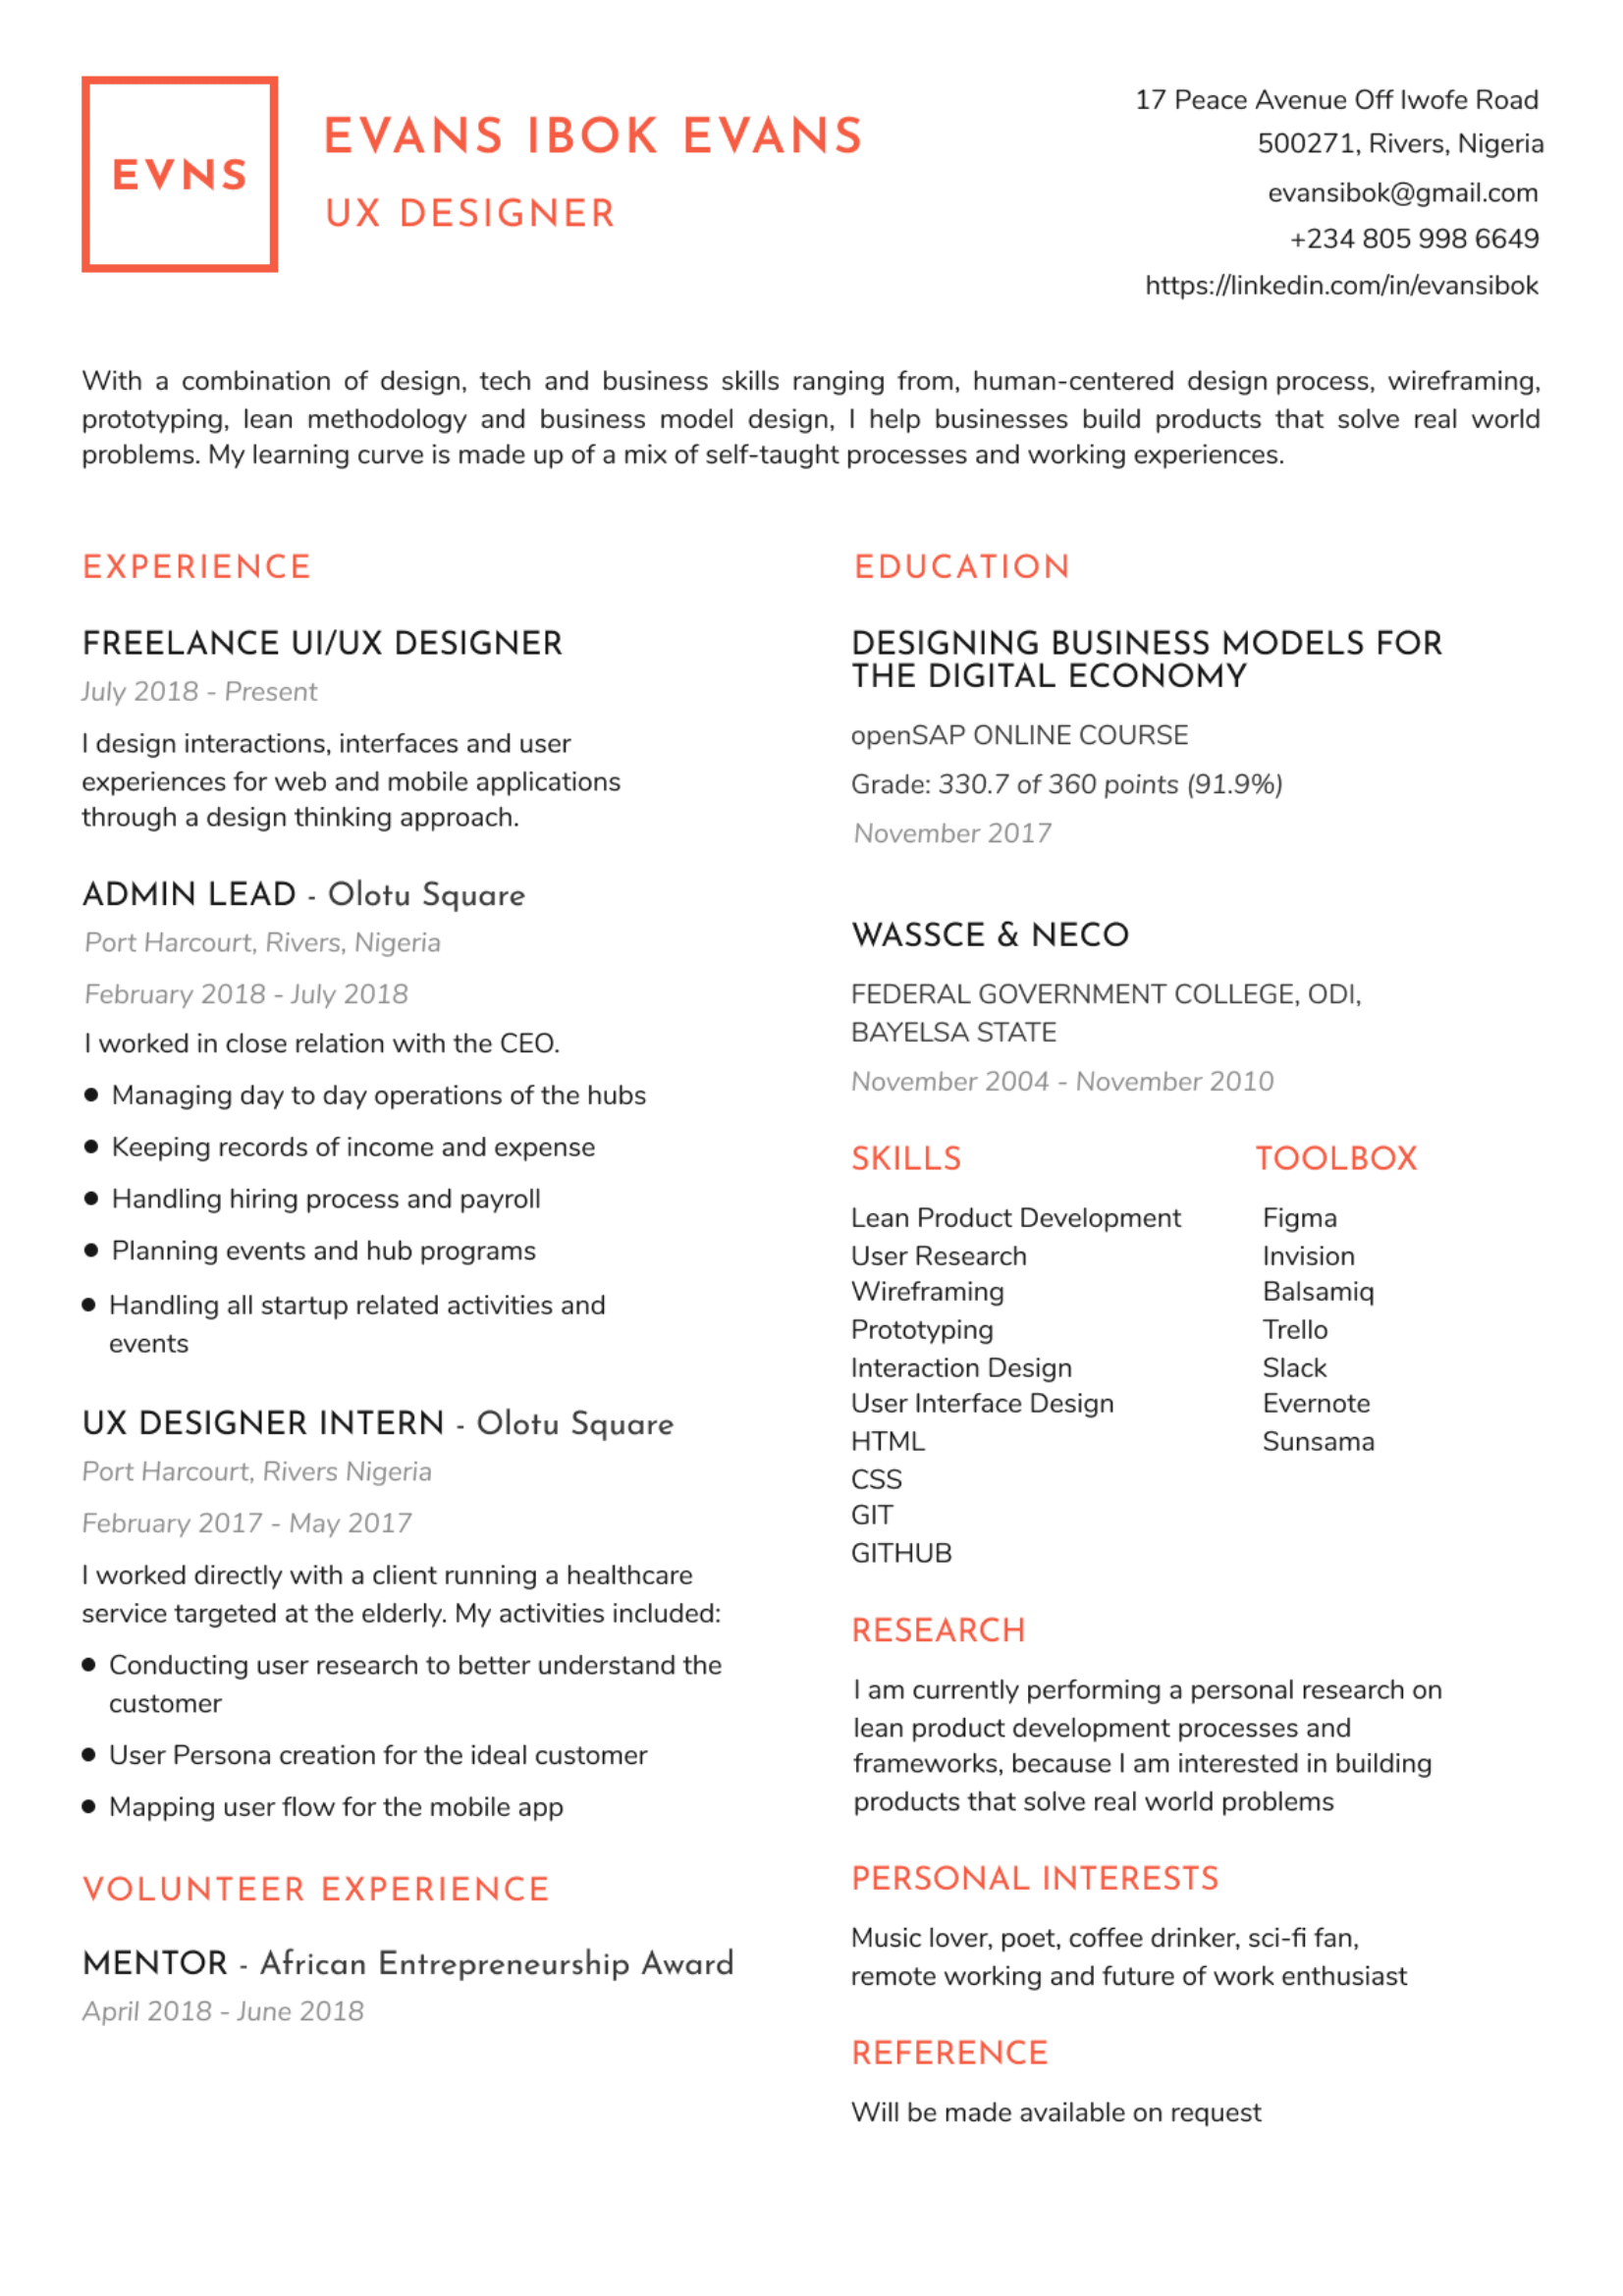 EVNS
EVANS IBOK EVANS
UX DESIGNER
17 Peace Avenue Off Iwofe Road
500271, Rivers, Nigeria
evansibok@gmail.com
+234 805 998 6649
https://linkedin.com/in/evansibok
With a combination of design, tech and business skills ranging from, human-centered design process, wireframing,
prototyping, lean methodology and business model design, I help businesses build products that solve real world
problems. My learning curve is made up of a mix of self-taught processes and working experiences.
EXPERIENCE
FREELANCE UI/UX DESIGNER
July 2018 - Present
I design interactions, interfaces and user
experiences for web and mobile applications
through a design thinking approach.
ADMIN LEAD - Olotu Square
Port Harcourt, Rivers, Nigeria
February 2018 - July 2018
I worked in close relation with the CEO.
● Managing day to day operations of the hubs
● Keeping records of income and expense
● Handling hiring process and payroll
● Planning events and hub programs
● Handling all startup related activities and
events
UX DESIGNER INTERN - Olotu Square
Port Harcourt, Rivers Nigeria
February 2017 - May 2017
I worked directly with a client running a healthcare
service targeted at the elderly. My activities included:
● Conducting user research to better understand the
customer
● User Persona creation for the ideal customer
● Mapping user flow for the mobile app
VOLUNTEER EXPERIENCE
MENTOR - African Entrepreneurship Award
April 2018 - June 2018
EDUCATION
DESIGNING BUSINESS MODELS FOR
THE DIGITAL ECONOMY
openSAP ONLINE COURSE
Grade: 330.7 of 360 points (91.9%)
November 2017
WASSCE & NECO
FEDERAL GOVERNMENT COLLEGE, ODI,
BAYELSA STATE
November 2004 - November 2010
SKILLS
Lean Product Development
User Research
Wireframing
Prototyping
Interaction Design
User Interface Design
HTML
CSS
GIT
GITHUB
TOOLBOX
Figma
Invision
Balsamiq
Trello
Slack
Evernote
Sunsama
RESEARCH
I am currently performing a personal research on
lean product development processes and
frameworks, because I am interested in building
products that solve real world problems
PERSONAL INTERESTS
Music lover, poet, coffee drinker, sci-fi fan,
remote working and future of work enthusiast
REFERENCE
Will be made available on request